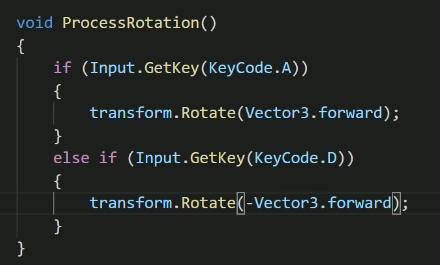 void ProcessRotation()
{
    if (Input.GetKey(KeyCode.A))
    {
        transform.Rotate(Vector3.forward);
    }
    else if (Input.GetKey(KeyCode.D))
    {
        transform.Rotate(-Vector3.forward);
    }
}